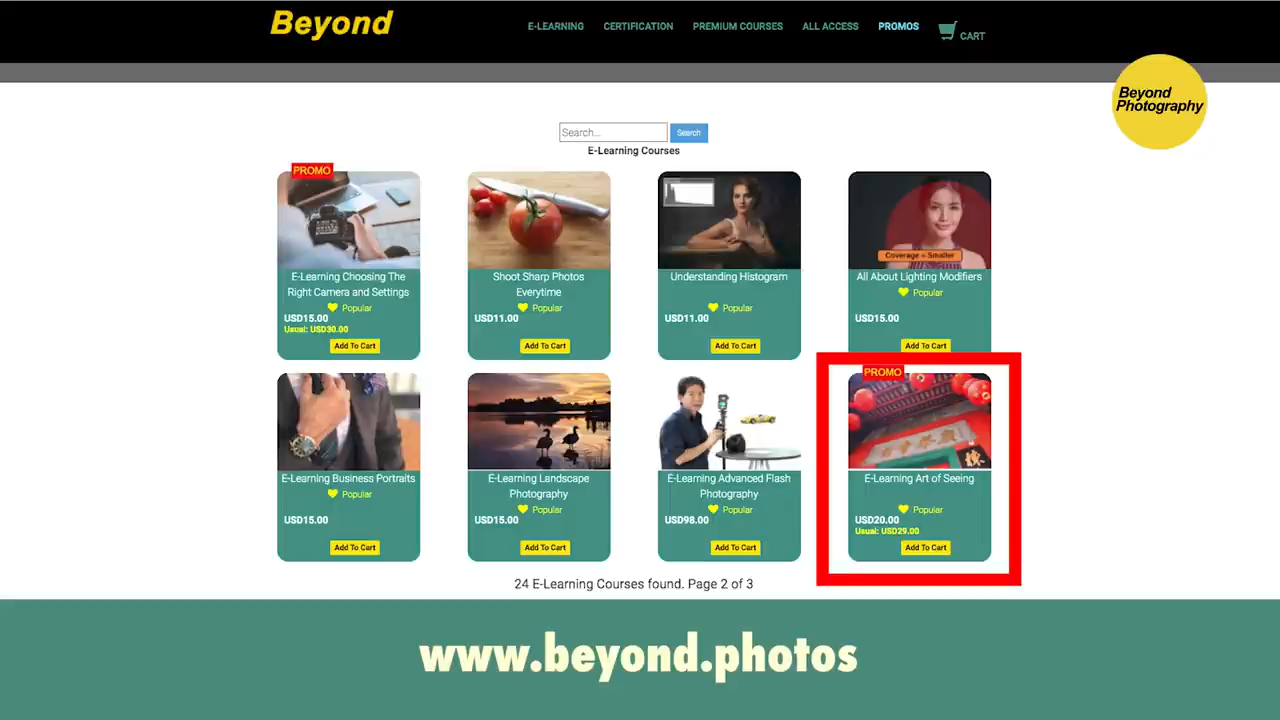 Beyond
E-LEARNING CERTIFICATION PREMIUM COURSES ALL ACCESS PROMOS CART
Beyond
Photography
Search... Search
E-Learning Courses
PROMO
Coverage = Smaller
E-Learning Choosing The
Right Camera and Settings
Popular
USD15.00
Usual: USD30.00
Add To Cart
Shoot Sharp Photos
Everytime
Popular
USD11.00
Add To Cart
Understanding Histogram
Popular
USD11.00
Add To Cart
All About Lighting Modifiers
Popular
USD15.00
Add To Cart
E-Learning Business Portraits
Popular
USD15.00
Add To Cart
E-Learning Landscape
Photography
Popular
USD15.00
Add To Cart
E-Learning Advanced Flash
Photography
Popular
USD98.00
Add To Cart
PROMO
E-Learning Art of Seeing
Popular
USD20.00
Usual: USD29.00
Add To Cart
24 E-Learning Courses found. Page 2 of 3
www.beyond.photos